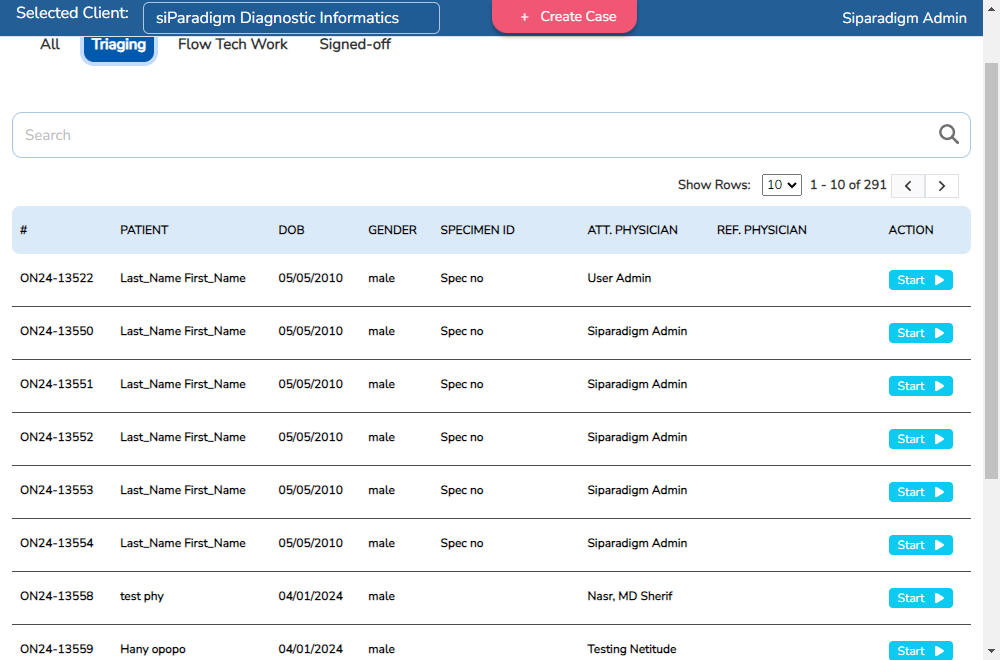 Selected Client: siParadigm Diagnostic Informatics + Create Case Siparadigm Admin
All Triaging Flow Tech Work Signed-off
Search
Show Rows: 10 1 - 10 of 291
# PATIENT DOB GENDER SPECIMEN ID ATT. PHYSICIAN REF. PHYSICIAN ACTION
ON24-13522 Last_Name First_Name 05/05/2010 male Spec no User Admin Start
ON24-13550 Last_Name First_Name 05/05/2010 male Spec no Siparadigm Admin Start
ON24-13551 Last_Name First_Name 05/05/2010 male Spec no Siparadigm Admin Start
ON24-13552 Last_Name First_Name 05/05/2010 male Spec no Siparadigm Admin Start
ON24-13553 Last_Name First_Name 05/05/2010 male Spec no Siparadigm Admin Start
ON24-13554 Last_Name First_Name 05/05/2010 male Spec no Siparadigm Admin Start
ON24-13558 test phy 04/01/2024 male Nasr, MD Sherif Start
ON24-13559 Hany opopo 04/01/2024 male Testing Netitude Start